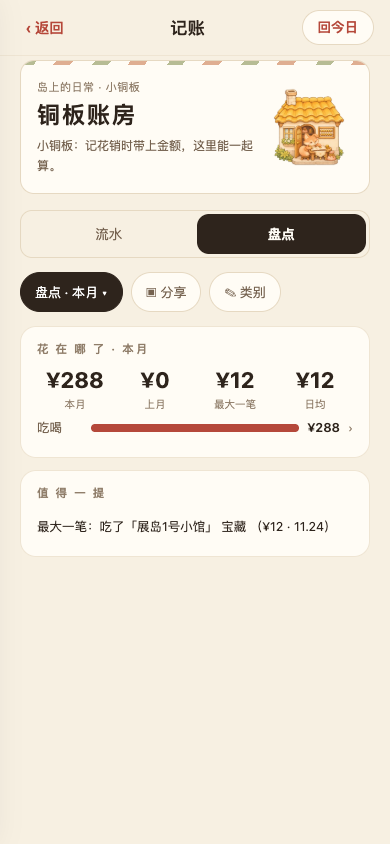 ‹ 返回
记账
回今日
岛上的日常 · 小铜板
铜板账房
小铜板：记花销时带上金额，这里能一起
算。
流水
盘点
盘点 · 本月 ▾
▣ 分享
✎ 类别
花在哪了 · 本月
¥288 ¥0 ¥12 ¥12
本月 上月 最大一笔 日均
吃喝 ¥288 ›
值得一提
最大一笔：吃了「展岛1号小馆」 宝藏 （¥12 · 11.24）